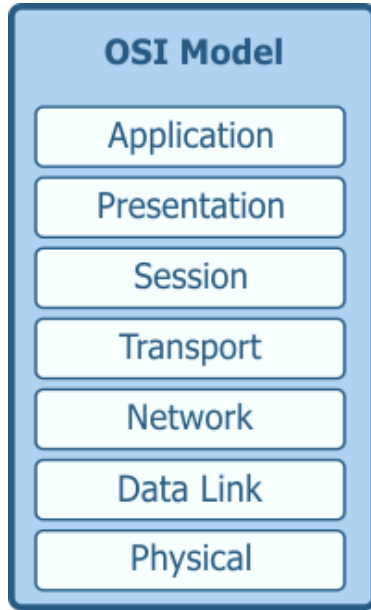 OSI Model
Application
Presentation
Session
Transport
Network
Data Link
Physical